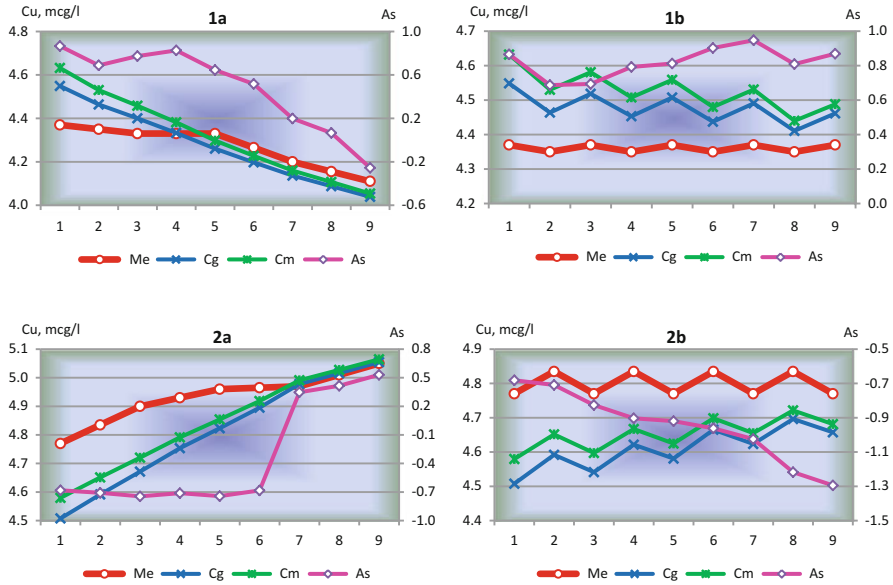 Cu, mcg/l 1a As
4.8 1.0
4.6 0.6
4.4 0.2
4.2 -0.2
4.0 -0.6
1 2 3 4 5 6 7 8 9
Me Cg Cm As
Cu, mcg/l 1b As
4.7 1.0
4.6 0.8
4.5 0.6
4.4 0.4
4.3 0.2
4.2 0.0
1 2 3 4 5 6 7 8 9
Me Cg Cm As
Cu, mcg/l 2a As
5.1 0.8
5.0 0.5
4.9 0.2
4.8 -0.1
4.7 -0.4
4.6 -0.7
4.5 -1.0
1 2 3 4 5 6 7 8 9
Me Cg Cm As
Cu, mcg/l 2b As
4.9 -0.5
4.8 -0.7
4.7 -0.9
4.6 -1.1
4.5 -1.3
4.4 -1.5
1 2 3 4 5 6 7 8 9
Me Cg Cm As